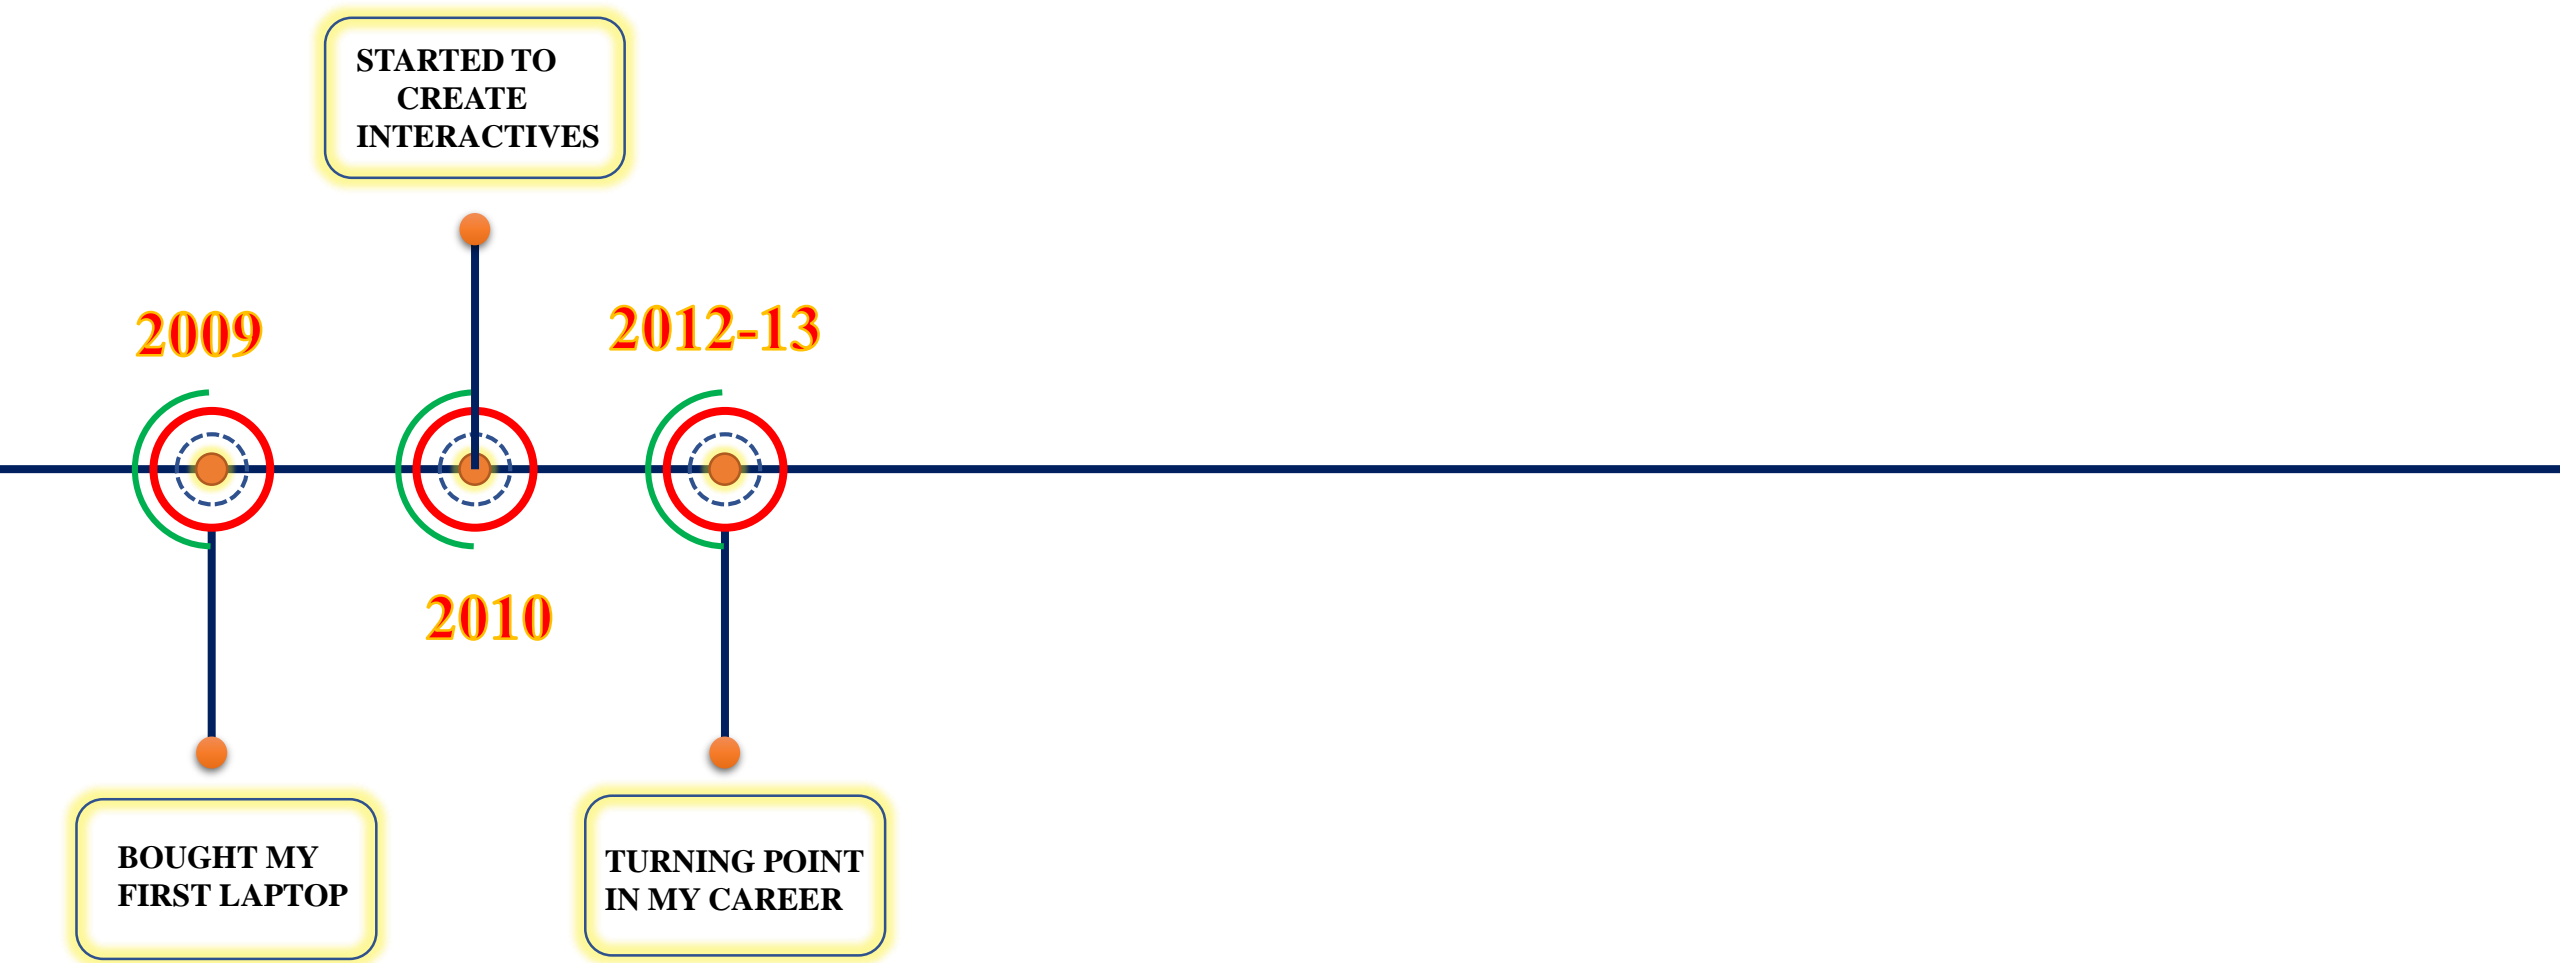 STARTED TO
CREATE
INTERACTIVES
2009
2012-13
2010
BOUGHT MY
FIRST LAPTOP
TURNING POINT
IN MY CAREER